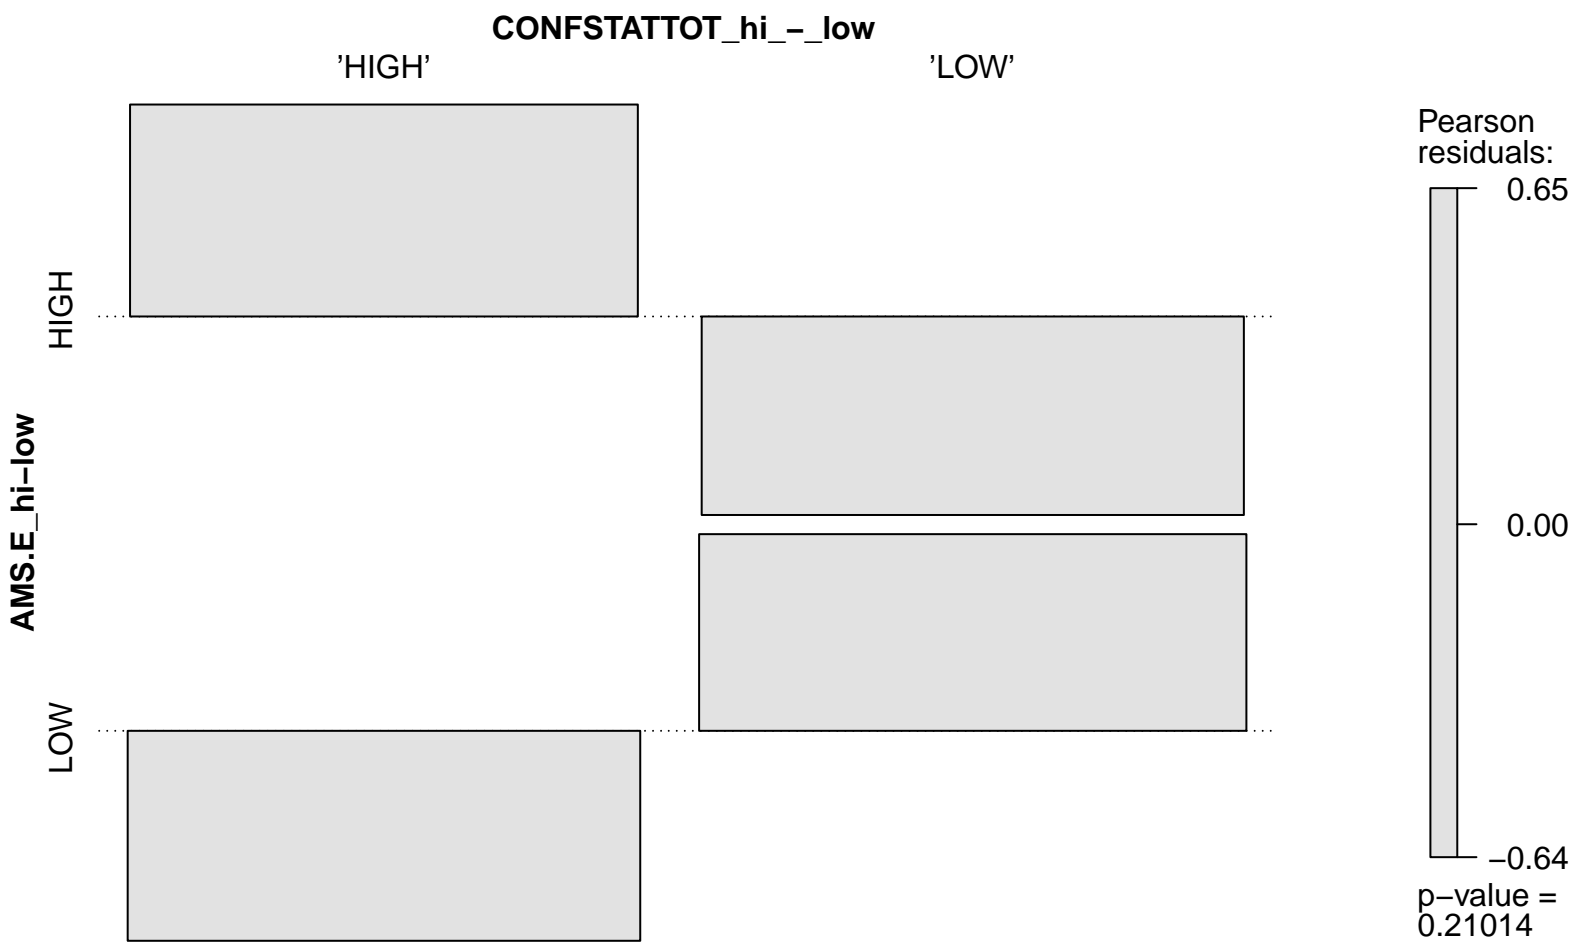 CONFSTATTOT_hi_−_low
’HIGH’
’LOW’
Pearson
residuals:
0.65
0.00
−0.64
p−value =
0.21014
AMS.E_hi−low
HIGH
LOW